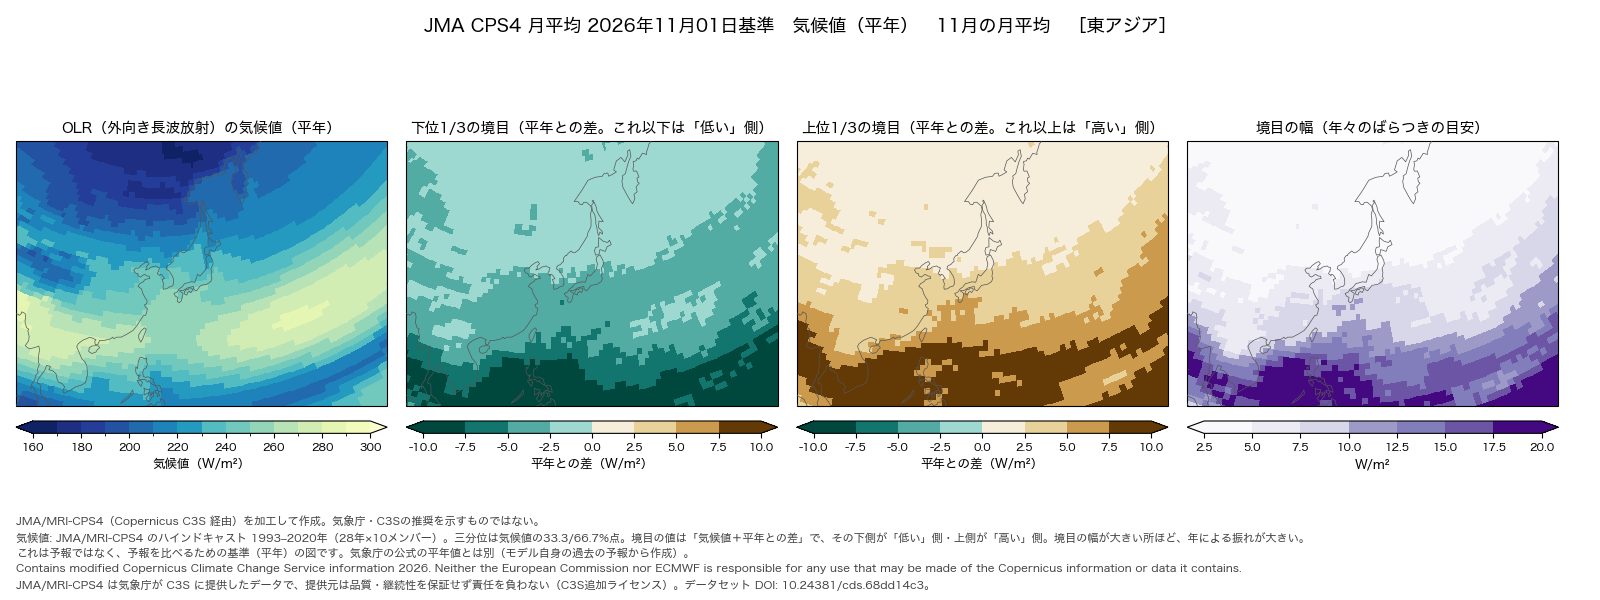 JMA CPS4 月平均 2026年11月01日基準　気候値（平年）　11月の月平均　［東アジア］
OLR（外向き長波放射）の気候値（平年）
下位1/3の境目（平年との差。これ以下は「低い」側）
上位1/3の境目（平年との差。これ以上は「高い」側）
境目の幅（年々のばらつきの目安）
160 180 200 220 240 260 280 300
-10.0 -7.5 -5.0 -2.5 0.0 2.5 5.0 7.5 10.0
-10.0 -7.5 -5.0 -2.5 0.0 2.5 5.0 7.5 10.0
2.5 5.0 7.5 10.0 12.5 15.0 17.5 20.0
気候値（W/m²）
平年との差（W/m²）
平年との差（W/m²）
W/m²
JMA/MRI-CPS4（Copernicus C3S 経由）を加工して作成。気象庁・C3Sの推奨を示すものではない。
気候値: JMA/MRI-CPS4 のハインドキャスト 1993–2020年（28年×10メンバー）。三分位は気候値の33.3/66.7%点。境目の値は「気候値＋平年との差」で、その下側が「低い」側・上側が「高い」側。境目の幅が大きい所ほど、年による振れが大きい。
これは予報ではなく、予報を比べるための基準（平年）の図です。気象庁の公式の平年値とは別（モデル自身の過去の予報から作成）。
Contains modified Copernicus Climate Change Service information 2026. Neither the European Commission nor ECMWF is responsible for any use that may be made of the Copernicus information or data it contains.
JMA/MRI-CPS4 は気象庁が C3S に提供したデータで、提供元は品質・継続性を保証せず責任を負わない（C3S追加ライセンス）。データセット DOI: 10.24381/cds.68dd14c3。